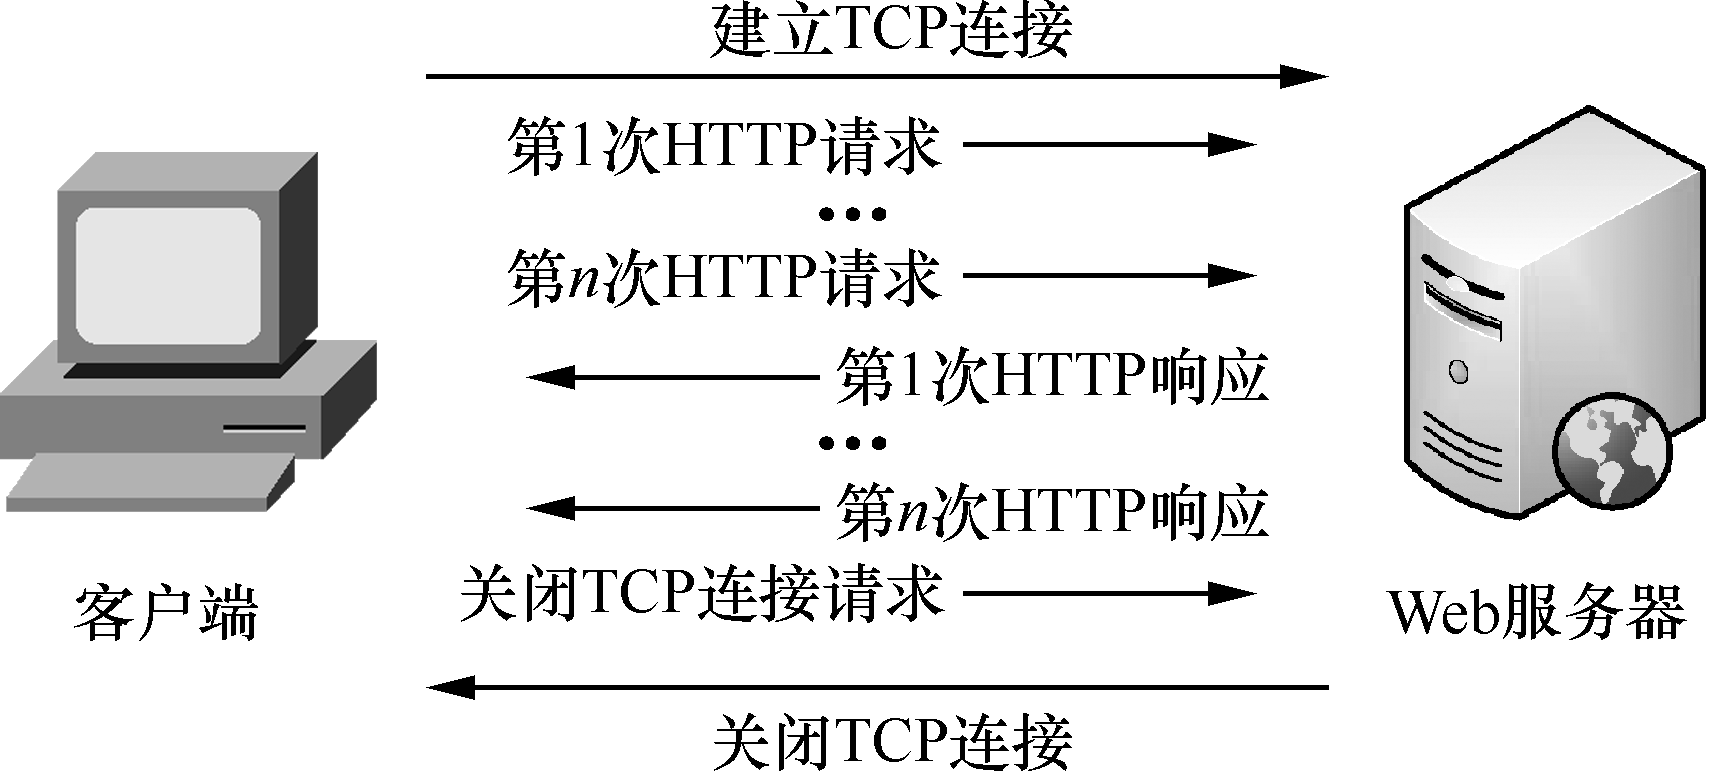 建立TCP连接
第1次HTTP请求
•••
第n次HTTP请求
第1次HTTP响应
•••
第n次HTTP响应
关闭TCP连接请求
客户端
Web服务器
关闭TCP连接